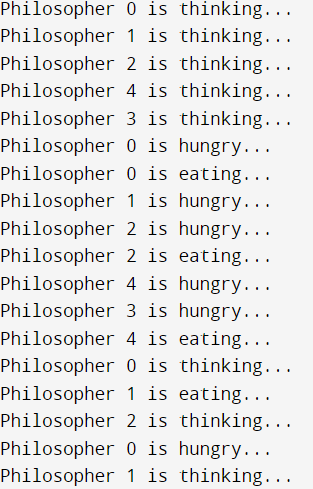 Philosopher 0 is thinking...
Philosopher 1 is thinking...
Philosopher 2 is thinking...
Philosopher 4 is thinking...
Philosopher 3 is thinking...
Philosopher 0 is hungry...
Philosopher 0 is eating...
Philosopher 1 is hungry...
Philosopher 2 is hungry...
Philosopher 2 is eating...
Philosopher 4 is hungry...
Philosopher 3 is hungry...
Philosopher 4 is eating...
Philosopher 0 is thinking...
Philosopher 1 is eating...
Philosopher 2 is thinking...
Philosopher 0 is hungry...
Philosopher 1 is thinking...